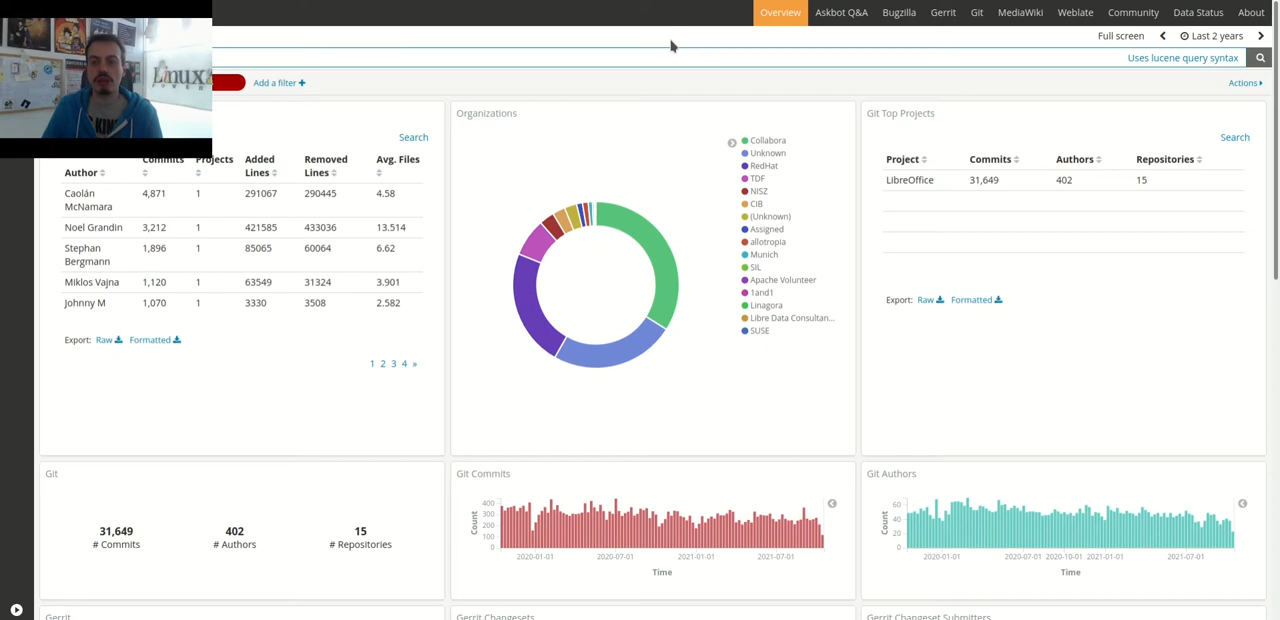 Overview Askbot Q&A Bugzilla Gerrit Git MediaWiki Weblate Community Data Status About
Full screen Last 2 years
Uses lucene query syntax
Add a filter +
Actions
Linux
Search
Author Commits Projects Added Lines Removed Lines Avg. Files
Caolán McNamara 4,871 1 291067 290445 4.58
Noel Grandin 3,212 1 421585 433036 13.514
Stephan Bergmann 1,896 1 85065 60064 6.62
Miklos Vajna 1,120 1 63549 31324 3.901
Johnny M 1,070 1 3330 3508 2.582
Export: Raw Formatted
1 2 3 4 »
Organizations
Collabora
Unknown
RedHat
TDF
NISZ
CIB
(Unknown)
Assigned
allotropia
Munich
SIL
Apache Volunteer
1and1
Linagora
Libre Data Consultan...
SUSE
Git Top Projects
Search
Project Commits Authors Repositories
LibreOffice 31,649 402 15
Export: Raw Formatted
Git
31,649 402 15
# Commits # Authors # Repositories
Git Commits
400
300
200
100
0
Count
2020-01-01 2020-07-01 2021-01-01 2021-07-01
Time
Git Authors
60
40
20
0
Count
2020-01-01 2020-07-01 2020-10-01 2021-01-01 2021-07-01
Time
Gerrit
Gerrit Changesets
Gerrit Changeset Submitters